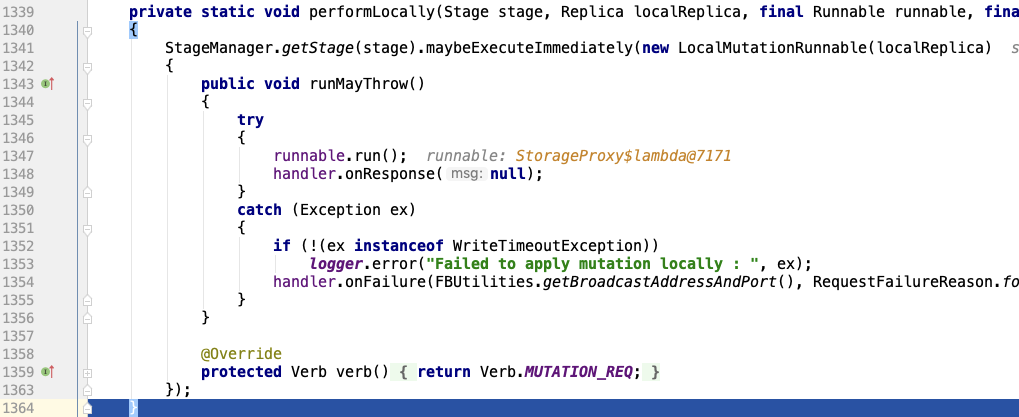 1339 private static void performLocally(Stage stage, Replica localReplica, final Runnable runnable, fina
1340 {
1341 StageManager.getStage(stage).maybeExecuteImmediately(new LocalMutationRunnable(localReplica) s
1342 {
1343 public void runMayThrow()
1344 {
1345 try
1346 {
1347 runnable.run(); runnable: StorageProxy$lambda@7171
1348 handler.onResponse( msg: null);
1349 }
1350 catch (Exception ex)
1351 {
1352 if (!(ex instanceof WriteTimeoutException))
1353 logger.error("Failed to apply mutation locally : ", ex);
1354 handler.onFailure(FBUtilities.getBroadcastAddressAndPort(), RequestFailureReason.fo
1355 }
1356 }
1357
1358 @Override
1359 protected Verb verb() { return Verb.MUTATION_REQ; }
1363 });
1364 }